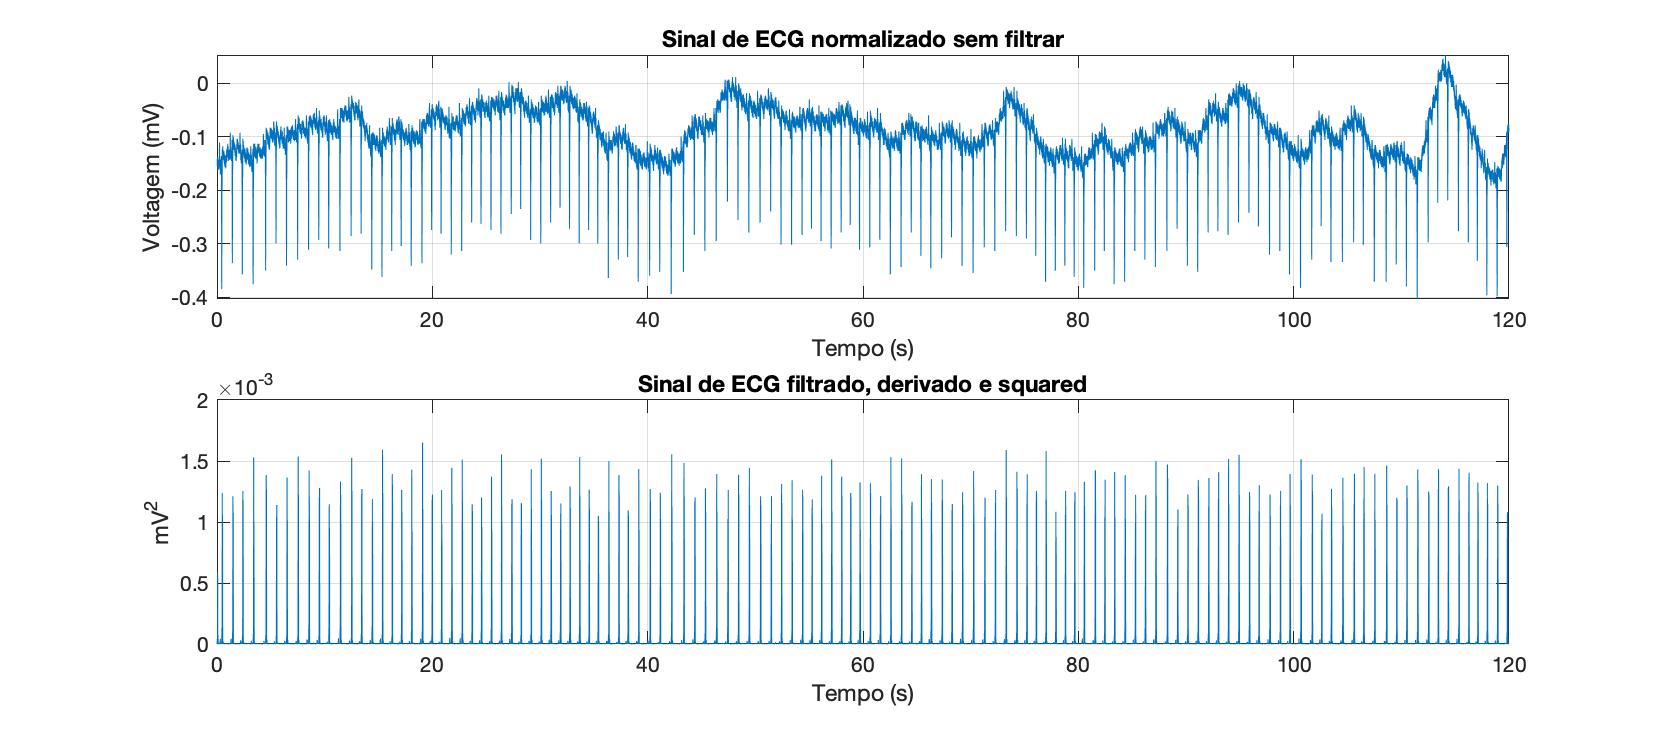 Sinal de ECG normalizado sem filtrar
Voltagem (mV)
0
-0.1
-0.2
-0.3
-0.4
0 20 40 60 80 100 120
Tempo (s)
Sinal de ECG filtrado, derivado e squared
×10⁻³
mV²
2
1.5
1
0.5
0
0 20 40 60 80 100 120
Tempo (s)